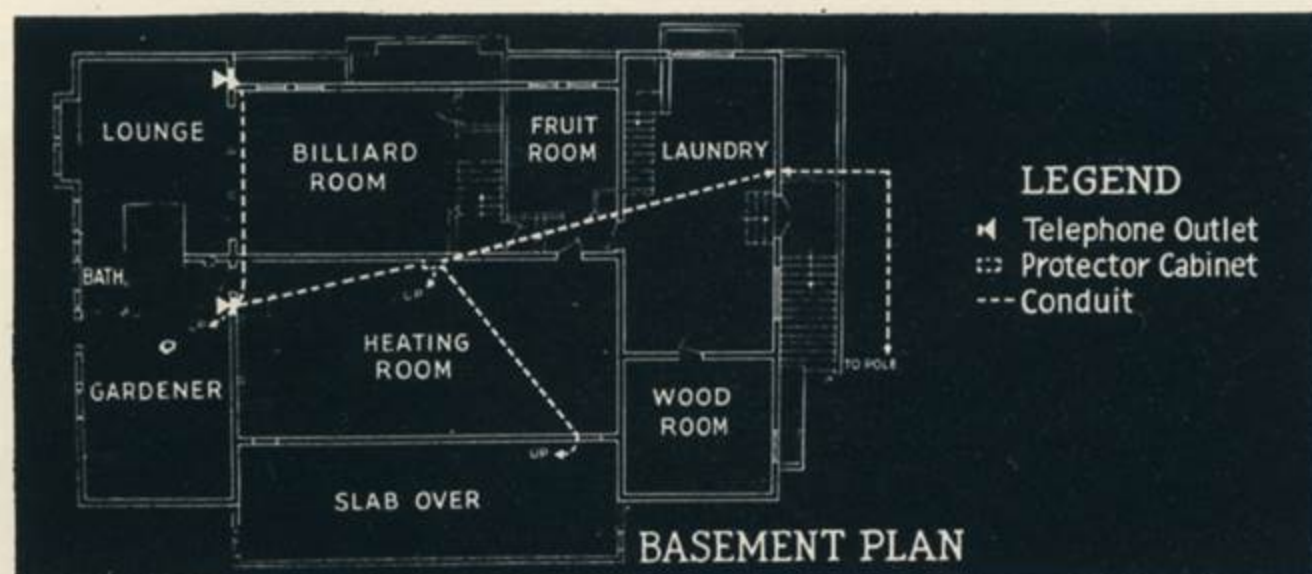 LOUNGE
BILLIARD
ROOM
FRUIT
ROOM
LAUNDRY
BATH.
UP
HEATING
ROOM
GARDENER
WOOD
ROOM
TO POLE
UP
SLAB OVER
BASEMENT PLAN
LEGEND
Telephone Outlet
Protector Cabinet
Conduit